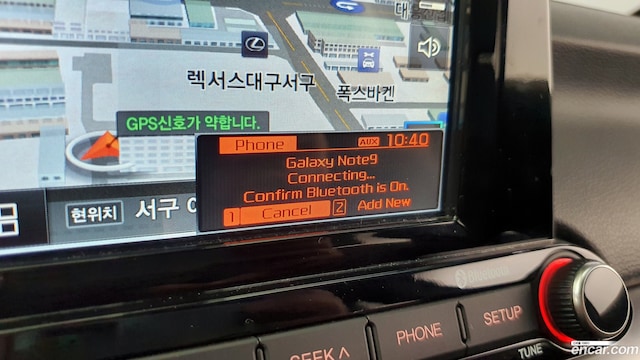 렉서스대구서구
폭스바겐
GPS신호가 약합니다.
Phone AUX 10:40
Galaxy Note9
Connecting...
Confirm Bluetooth is On.
1 Cancel 2 Add New
현위치 서구
Bluetooth
SEEK ∧ PHONE SETUP
TUNE
encar.com